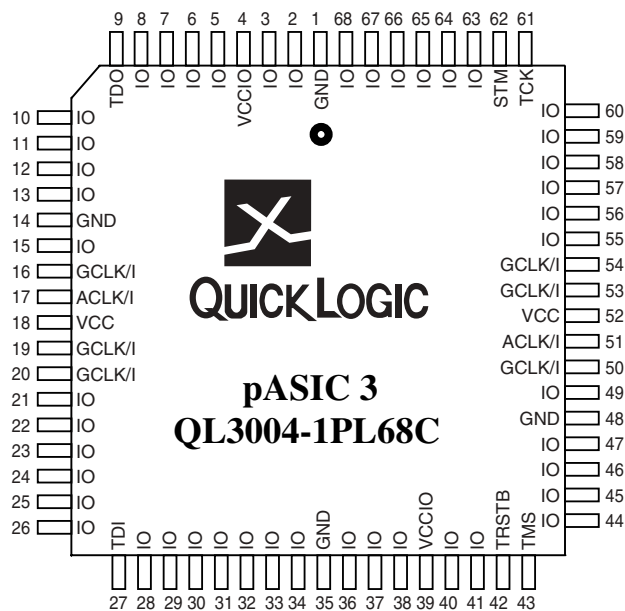 9 8 7 6 5 4 3 2 1 68 67 66 65 64 63 62 61
TDO IO IO IO IO VCCIO IO IO GND IO IO IO IO IO IO STM TCK
10 IO
11 IO
12 IO
13 IO
14 GND
15 IO
16 GCLK/I
17 ACLK/I
18 VCC
19 GCLK/I
20 GCLK/I
21 IO
22 IO
23 IO
24 IO
25 IO
26 IO
IO 60
IO 59
IO 58
IO 57
IO 56
IO 55
GCLK/I 54
GCLK/I 53
VCC 52
ACLK/I 51
GCLK/I 50
IO 49
GND 48
IO 47
IO 46
IO 45
IO 44
QUICKLOGIC
pASIC 3
QL3004-1PL68C
TDI IO IO IO IO IO IO IO GND IO IO IO VCCIO IO IO TRSTB TMS
27 28 29 30 31 32 33 34 35 36 37 38 39 40 41 42 43